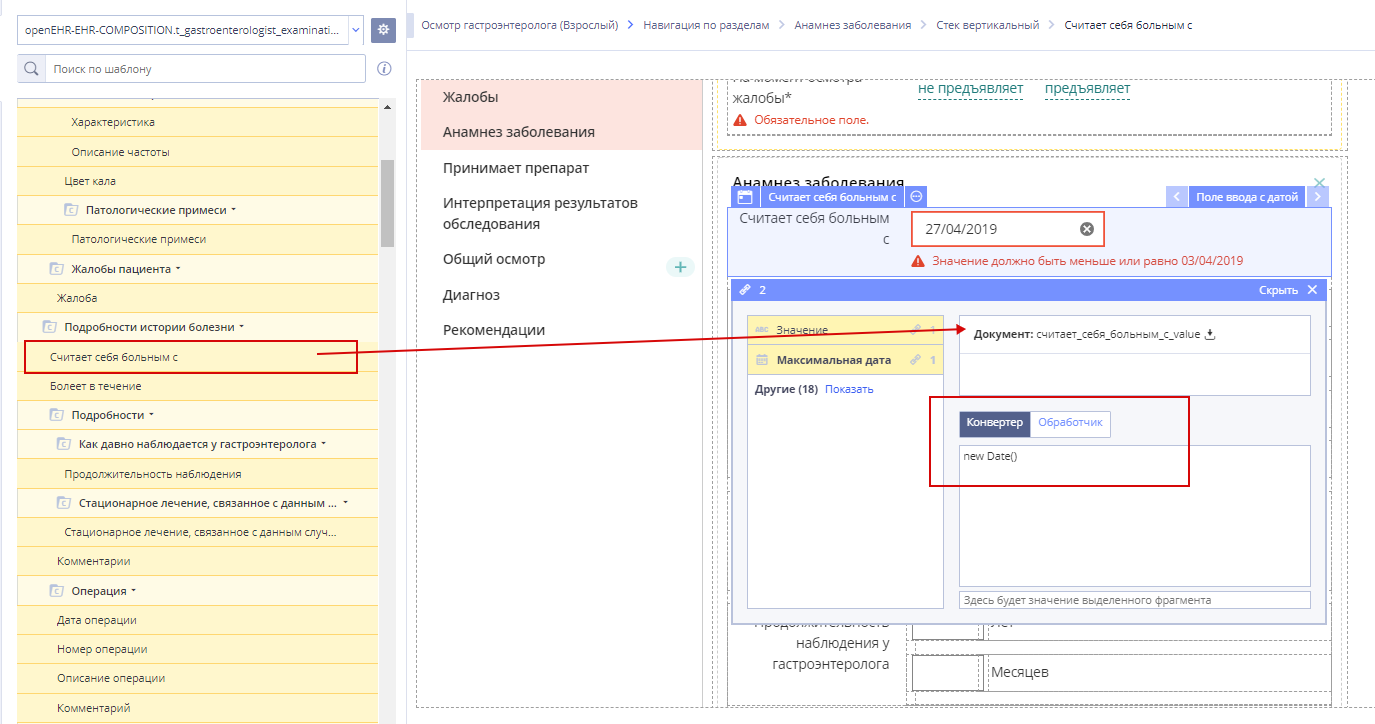 openEHR-EHR-COMPOSITION.t_gastroenterologist_examinati...
Поиск по шаблону
Характеристика
Описание частоты
Цвет кала
Патологические примеси
Патологические примеси
Жалобы пациента
Жалоба
Подробности истории болезни
Считает себя больным с
Болеет в течение
Подробности
Как давно наблюдается у гастроэнтеролога
Продолжительность наблюдения
Стационарное лечение, связанное с данным ...
Стационарное лечение, связанное с данным случ...
Комментарии
Операция
Дата операции
Номер операции
Описание операции
Комментарий
Осмотр гастроэнтеролога (Взрослый) > Навигация по разделам > Анамнез заболевания > Стек вертикальный > Считает себя больным с
Жалобы
Анамнез заболевания
Принимает препарат
Интерпретация результатов
обследования
Общий осмотр
Диагноз
Рекомендации
На момент осмотра
жалобы*
не предъявляет предъявляет
Обязательное поле.
Анамнез заболевания
Считает себя больным с
Поле ввода с датой
Считает себя больным
с
27/04/2019
Значение должно быть меньше или равно 03/04/2019
2
Скрыть
ABC Значение 1
Максимальная дата 1
Другие (18) Показать
Документ: считает_себя_больным_с_value
Конвертер Обработчик
new Date()
Здесь будет значение выделенного фрагмента
Продолжительность
наблюдения у
гастроэнтеролога
Лет
Месяцев